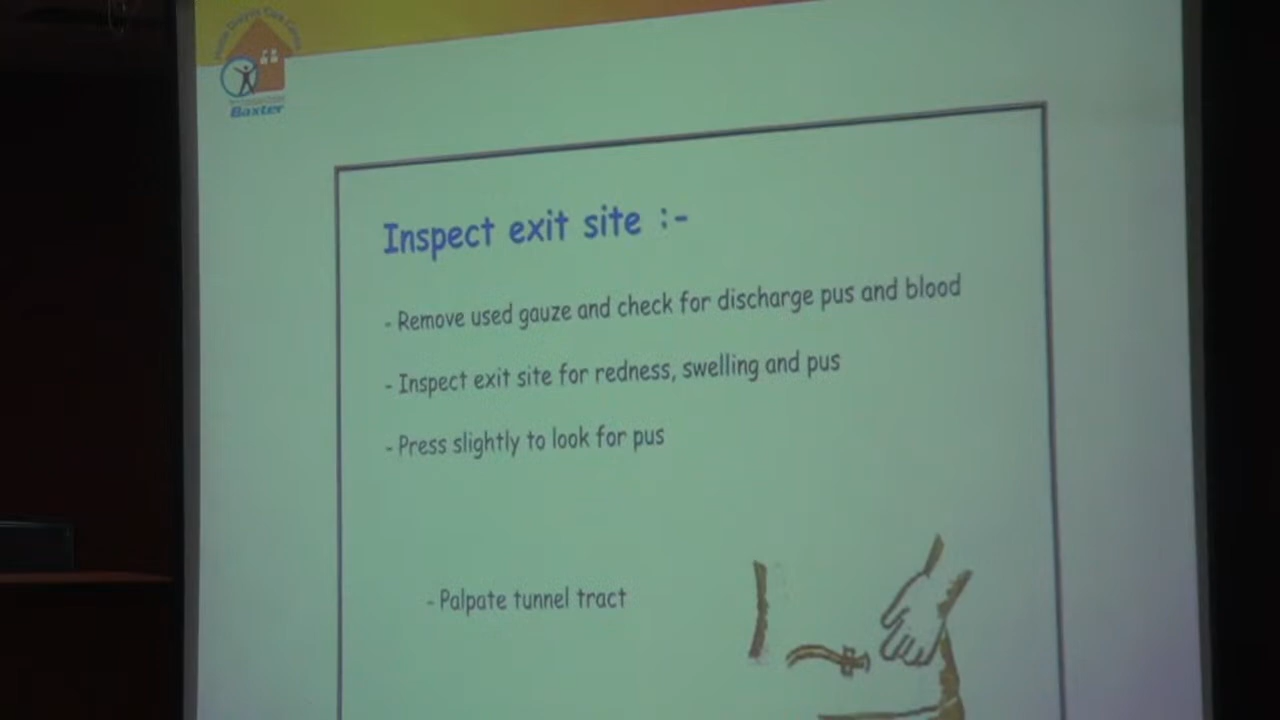 Baxter
Inspect exit site :-
- Remove used gauze and check for discharge pus and blood
- Inspect exit site for redness, swelling and pus
- Press slightly to look for pus
- Palpate tunnel tract